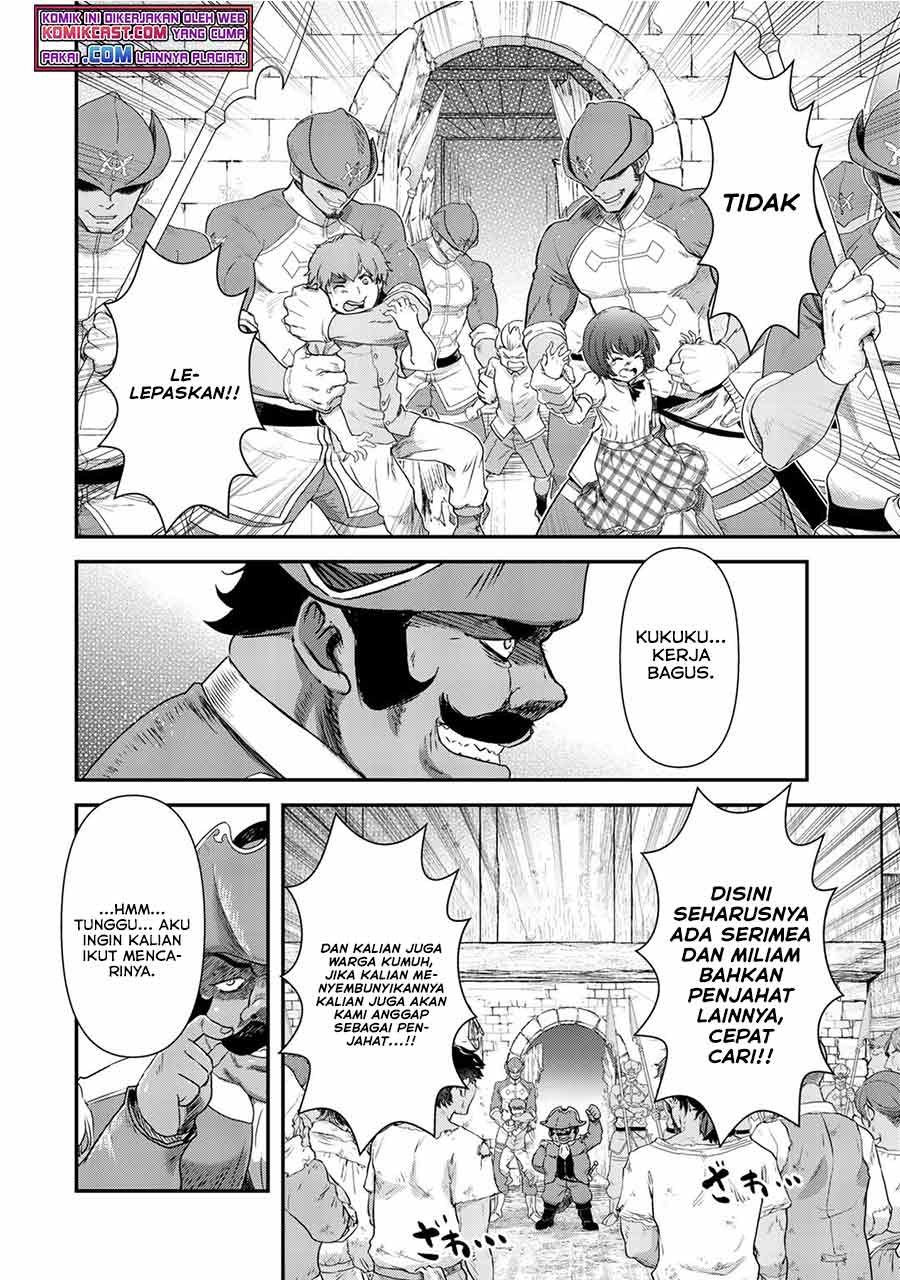 KOMIK INI DIKERJAKAN OLEH WEB
KOMIKCAST.COM YANG CUMA
PAKAI .COM LAINNYA PLAGIAT!
TIDAK
LE-
LEPASKAN!!
KUKUKU...
KERJA
BAGUS.
DISINI
SEHARUSNYA
ADA SERIMEA
DAN MILIAM
BAHKAN
PENJAHAT
LAINNYA,
CEPAT
CARI!!
DAN KALIAN JUGA
WARGA KUMUH,
JIKA KALIAN ME-
NYEMBUNYIKANNYA
KALIAN JUGA AKAN
KAMI ANGGAP
SEBAGAI PEN-
JAHAT...!!
ざわ...
ざわ...
...HMM...
TUNGGU... AKU
INGIN KALIAN
IKUT MENCA-
RINYA.